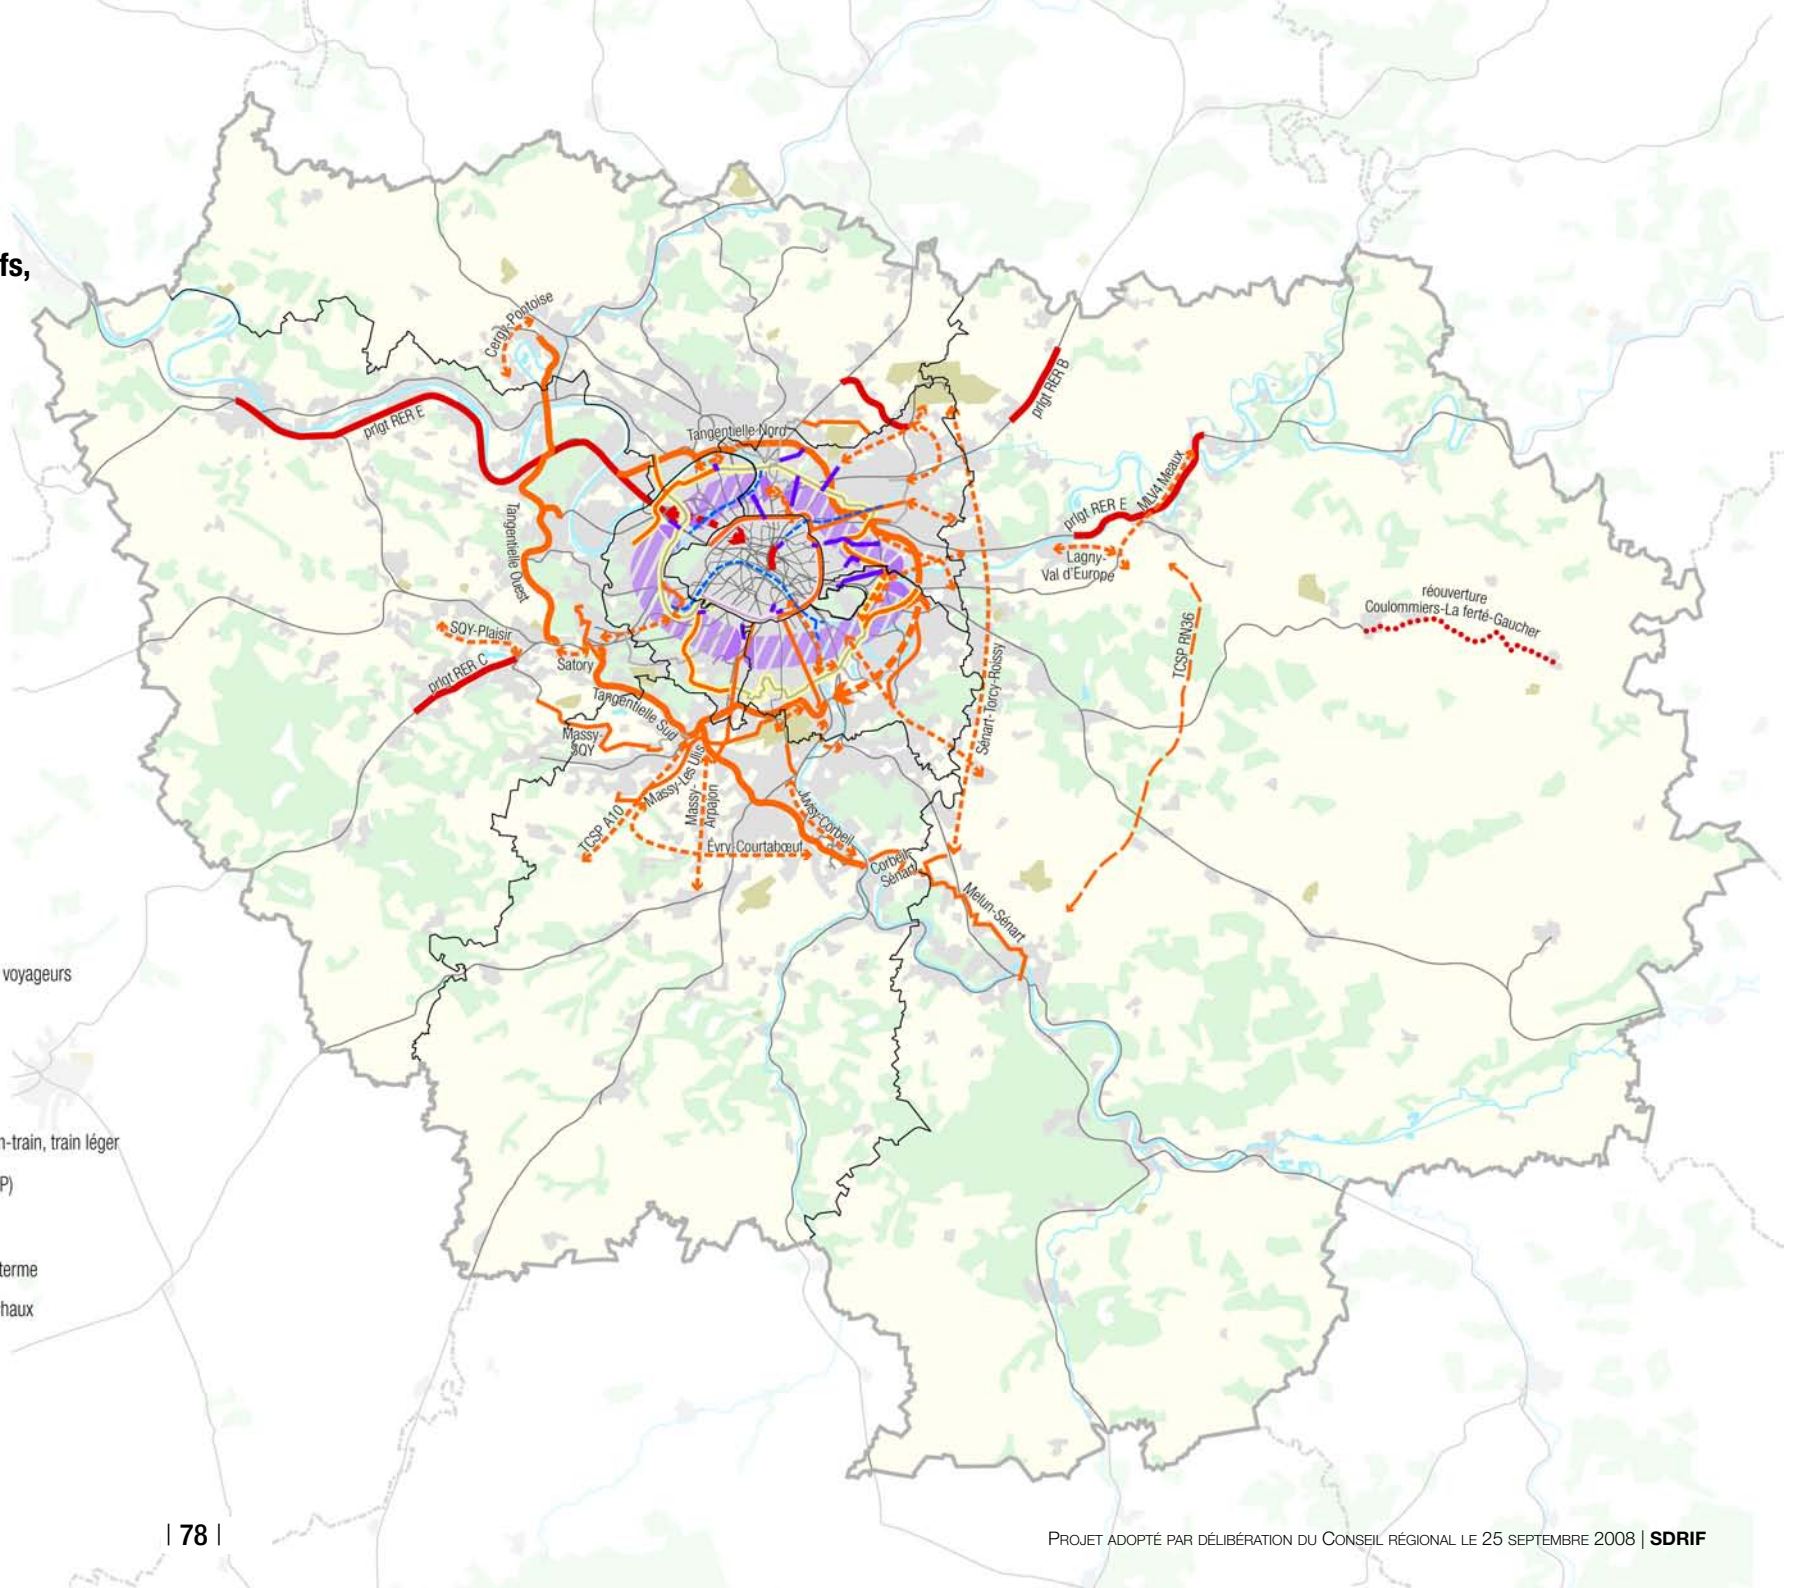 fs,
Cergy-Pontoise
prlgt RER B
prlgt RER E
Tangentielle Nord
MLV4 Meaux
prlgt RER E
Tangentielle Ouest
Lagny-
Val d'Europe
réouverture
Coulommiers-La ferté-Gaucher
SQY-Plaisir
TCSP RN36
Satory
prlgt RER C
Sénart-Torcy-Roissy
Tangentielle Sud
Massy-
SQY
Massy-Les Ulis
Massy-
Arpajon
Juvisy-Corbeil
TCSP A10
Évry-Courtabœuf
Corbeil-
Sénart
Melun-Sénart
voyageurs
n-train, train léger
P)
terme
haux
| 78 |
Projet adopté par délibération du Conseil régional le 25 septembre 2008 | SDRIF